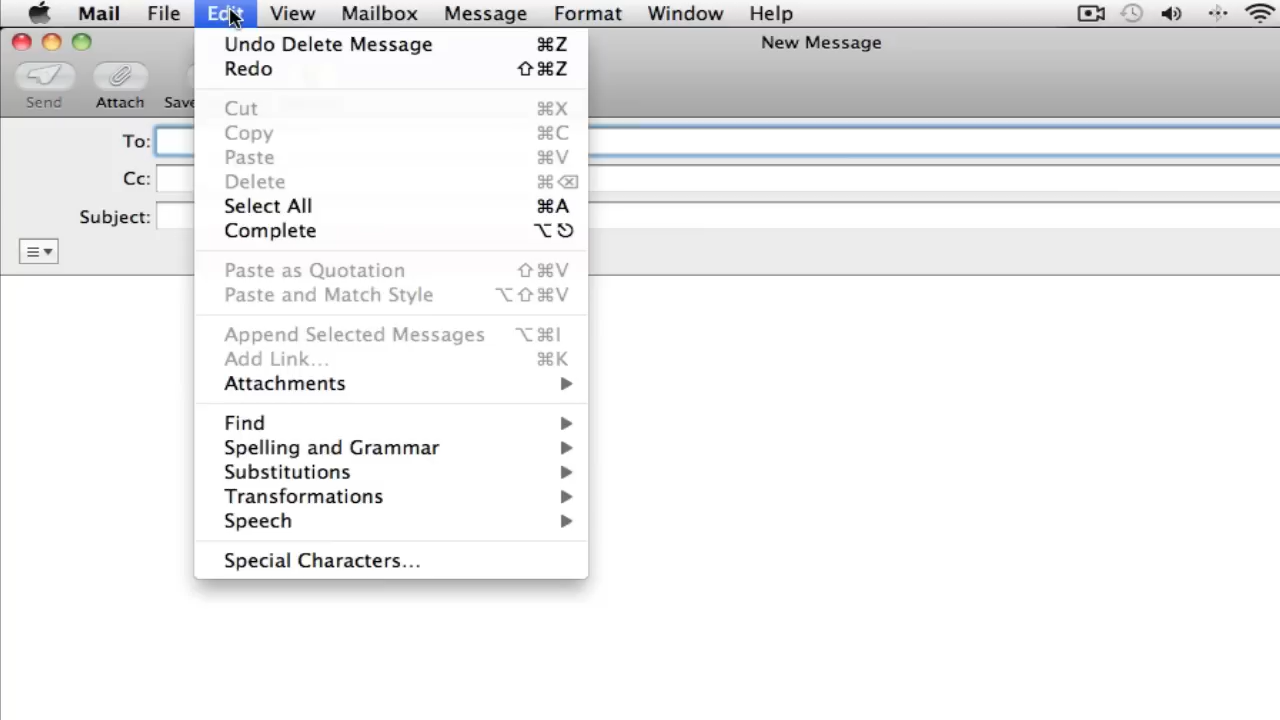 Mail File Edit View Mailbox Message Format Window Help
New Message
Send Attach Save
To:
Cc:
Subject:
Undo Delete Message ⌘Z
Redo ⇧⌘Z
Cut ⌘X
Copy ⌘C
Paste ⌘V
Delete ⌘⌫
Select All ⌘A
Complete ⌥⎋
Paste as Quotation ⇧⌘V
Paste and Match Style ⌥⇧⌘V
Append Selected Messages ⌥⌘I
Add Link... ⌘K
Attachments
Find
Spelling and Grammar
Substitutions
Transformations
Speech
Special Characters...